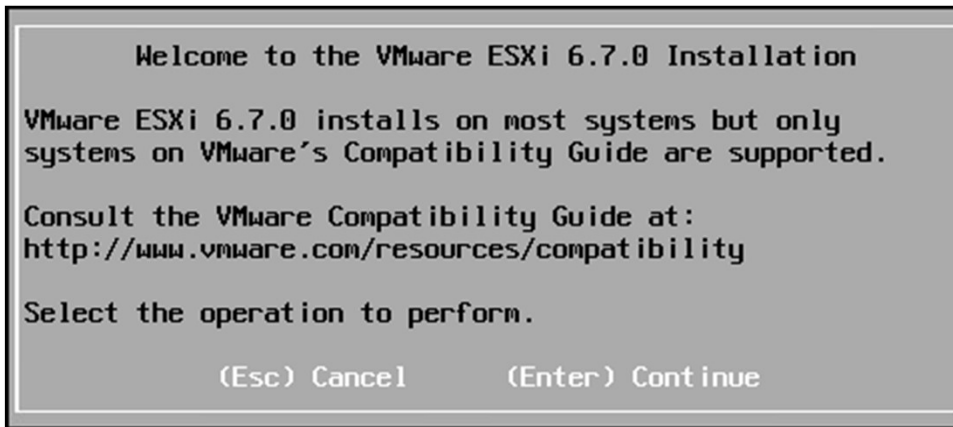 Welcome to the VMware ESXi 6.7.0 Installation
VMware ESXi 6.7.0 installs on most systems but only
systems on VMware's Compatibility Guide are supported.
Consult the VMware Compatibility Guide at:
http://www.vmware.com/resources/compatibility
Select the operation to perform.
(Esc) Cancel (Enter) Continue